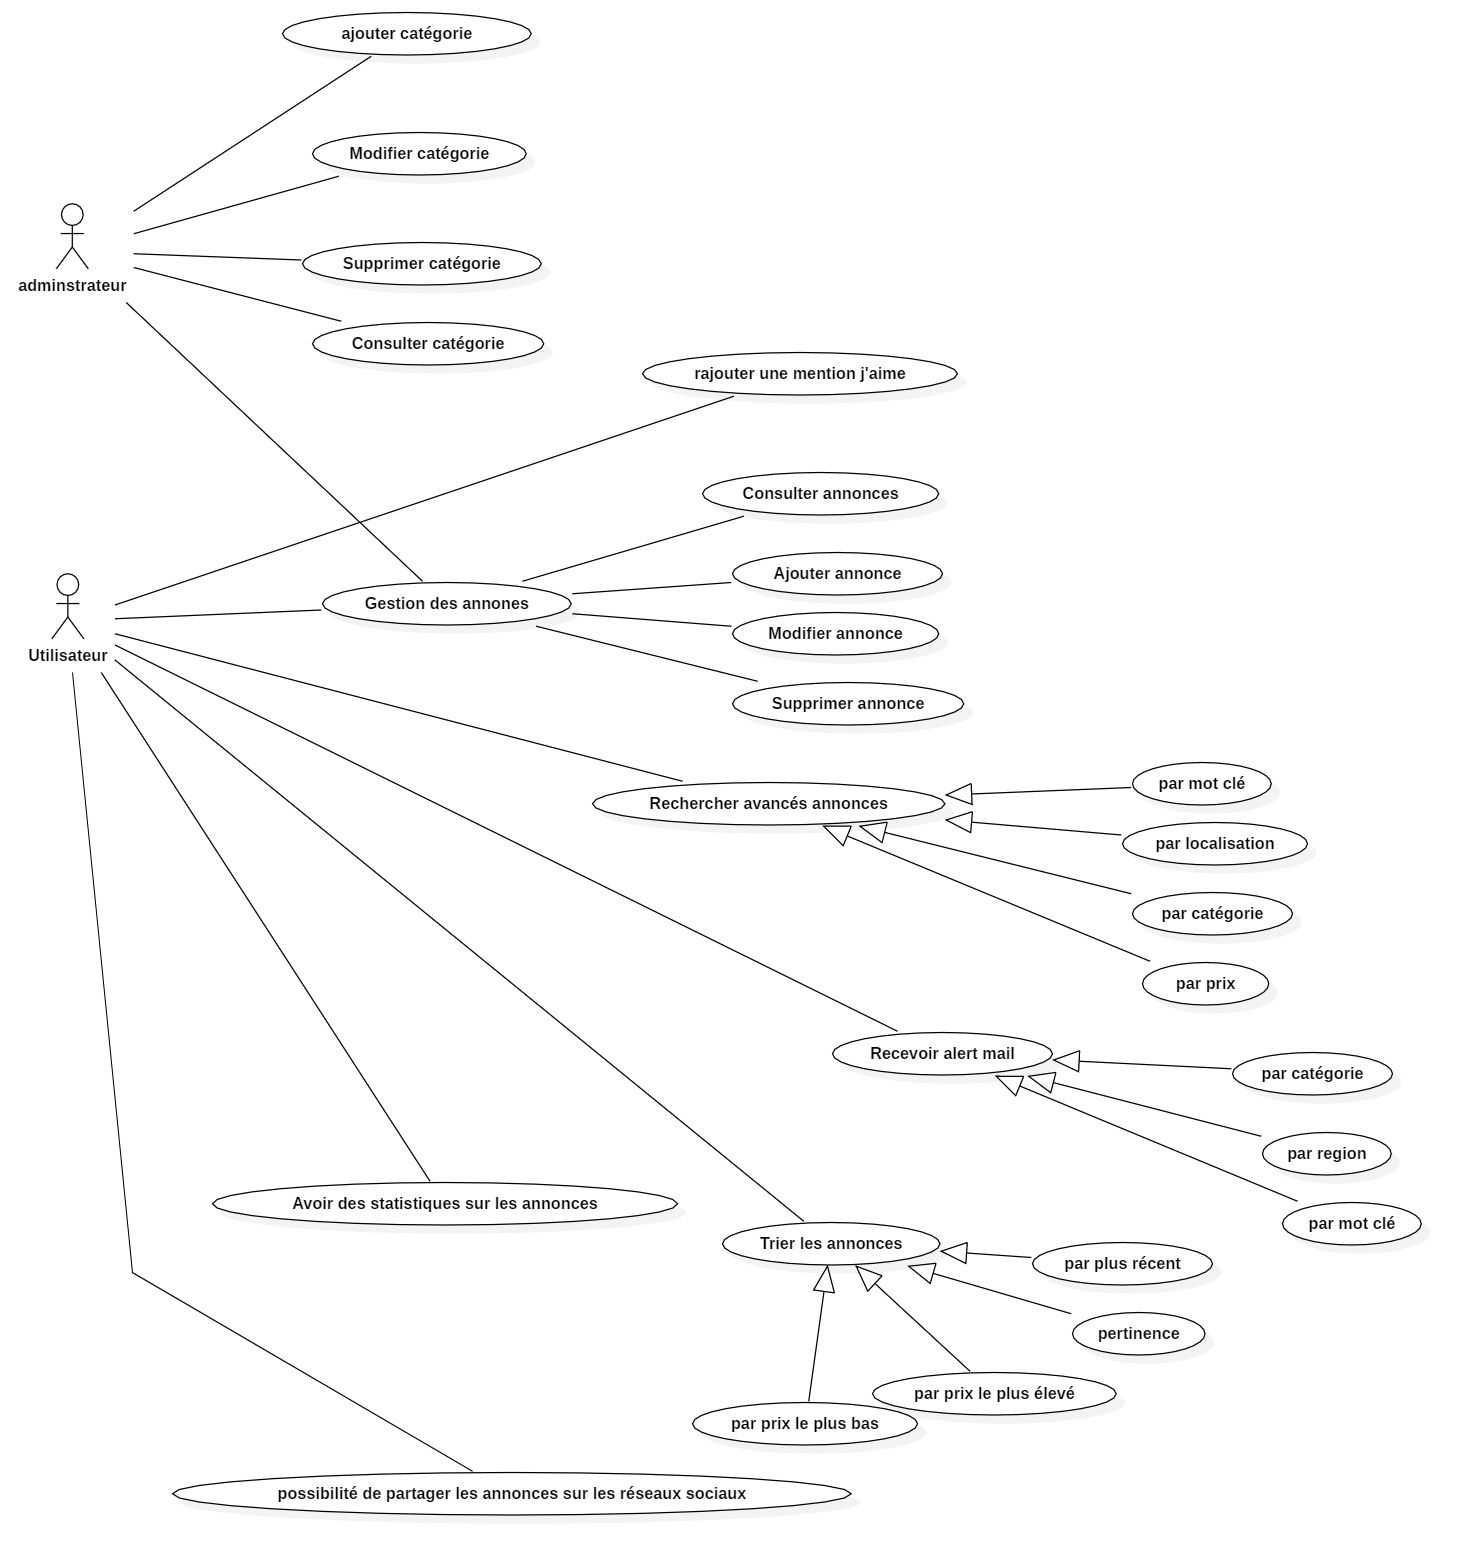 ajouter catégorie
Modifier catégorie
Supprimer catégorie
adminstrateur
Consulter catégorie
rajouter une mention j'aime
Consulter annonces
Ajouter annonce
Gestion des annones
Modifier annonce
Utilisateur
Supprimer annonce
par mot clé
Rechercher avancés annonces
par localisation
par catégorie
par prix
Recevoir alert mail
par catégorie
par region
Avoir des statistiques sur les annonces
par mot clé
Trier les annonces
par plus récent
pertinence
par prix le plus élevé
par prix le plus bas
possibilité de partager les annonces sur les réseaux sociaux